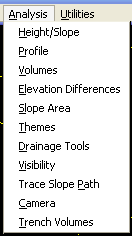 Analysis Utilities
Height/Slope
Profile
Volumes
Elevation Differences
Slope Area
Themes
Drainage Tools
Visibility
Trace Slope Path
Camera
Trench Volumes